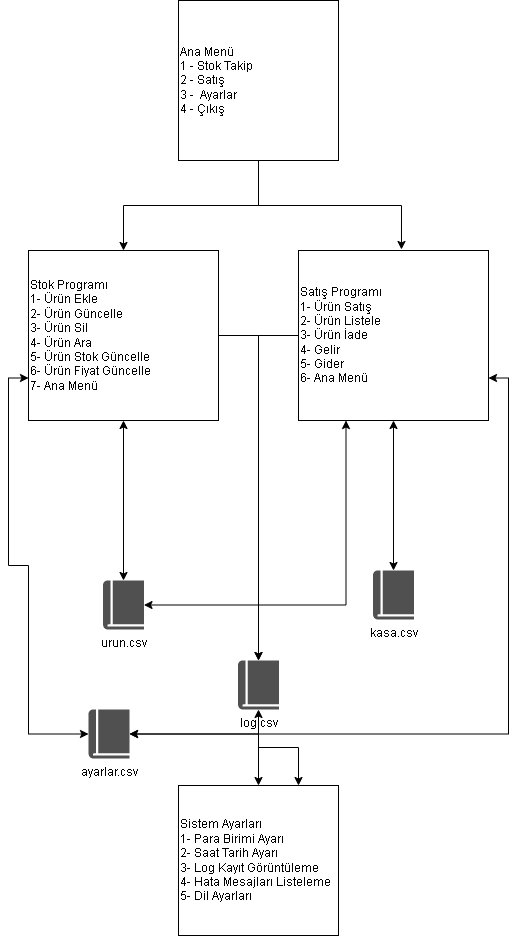 Ana Menü
1 - Stok Takip
2 - Satış
3 - Ayarlar
4 - Çıkış
Stok Programı
1- Ürün Ekle
2- Ürün Güncelle
3- Ürün Sil
4- Ürün Ara
5- Ürün Stok Güncelle
6- Ürün Fiyat Güncelle
7- Ana Menü
Satış Programı
1- Ürün Satış
2- Ürün Listele
3- Ürün İade
4- Gelir
5- Gider
6- Ana Menü
urun.csv
kasa.csv
log.csv
ayarlar.csv
Sistem Ayarları
1- Para Birimi Ayarı
2- Saat Tarih Ayarı
3- Log Kayıt Görüntüleme
4- Hata Mesajları Listeleme
5- Dil Ayarları